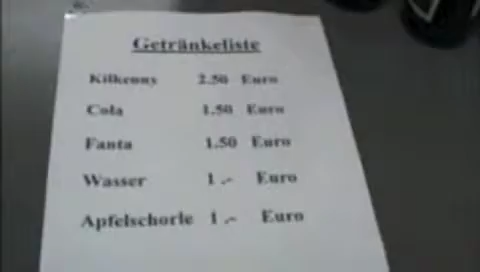 Getränkeliste
Kilkenny 2.50 Euro
Cola 1.50 Euro
Fanta 1.50 Euro
Wasser 1.- Euro
Apfelschorle 1.- Euro